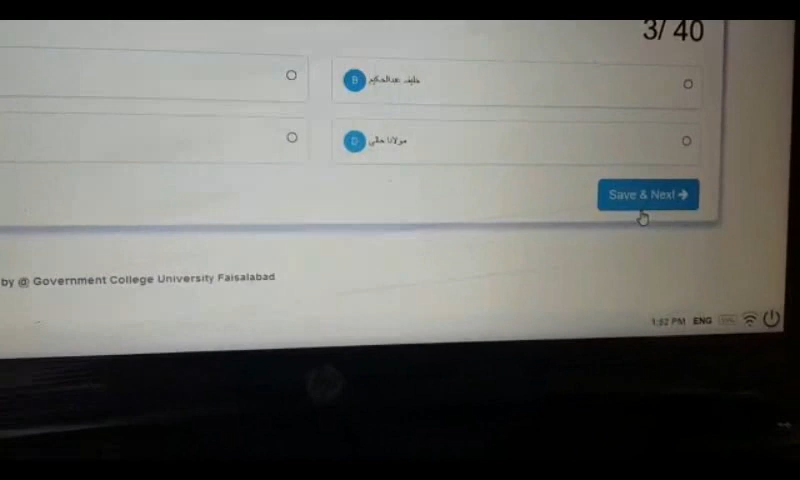 3/ 40
B خلیفہ عبدالحکیم
D مولانا حالی
Save & Next
by @ Government College University Faisalabad
1:52 PM ENG